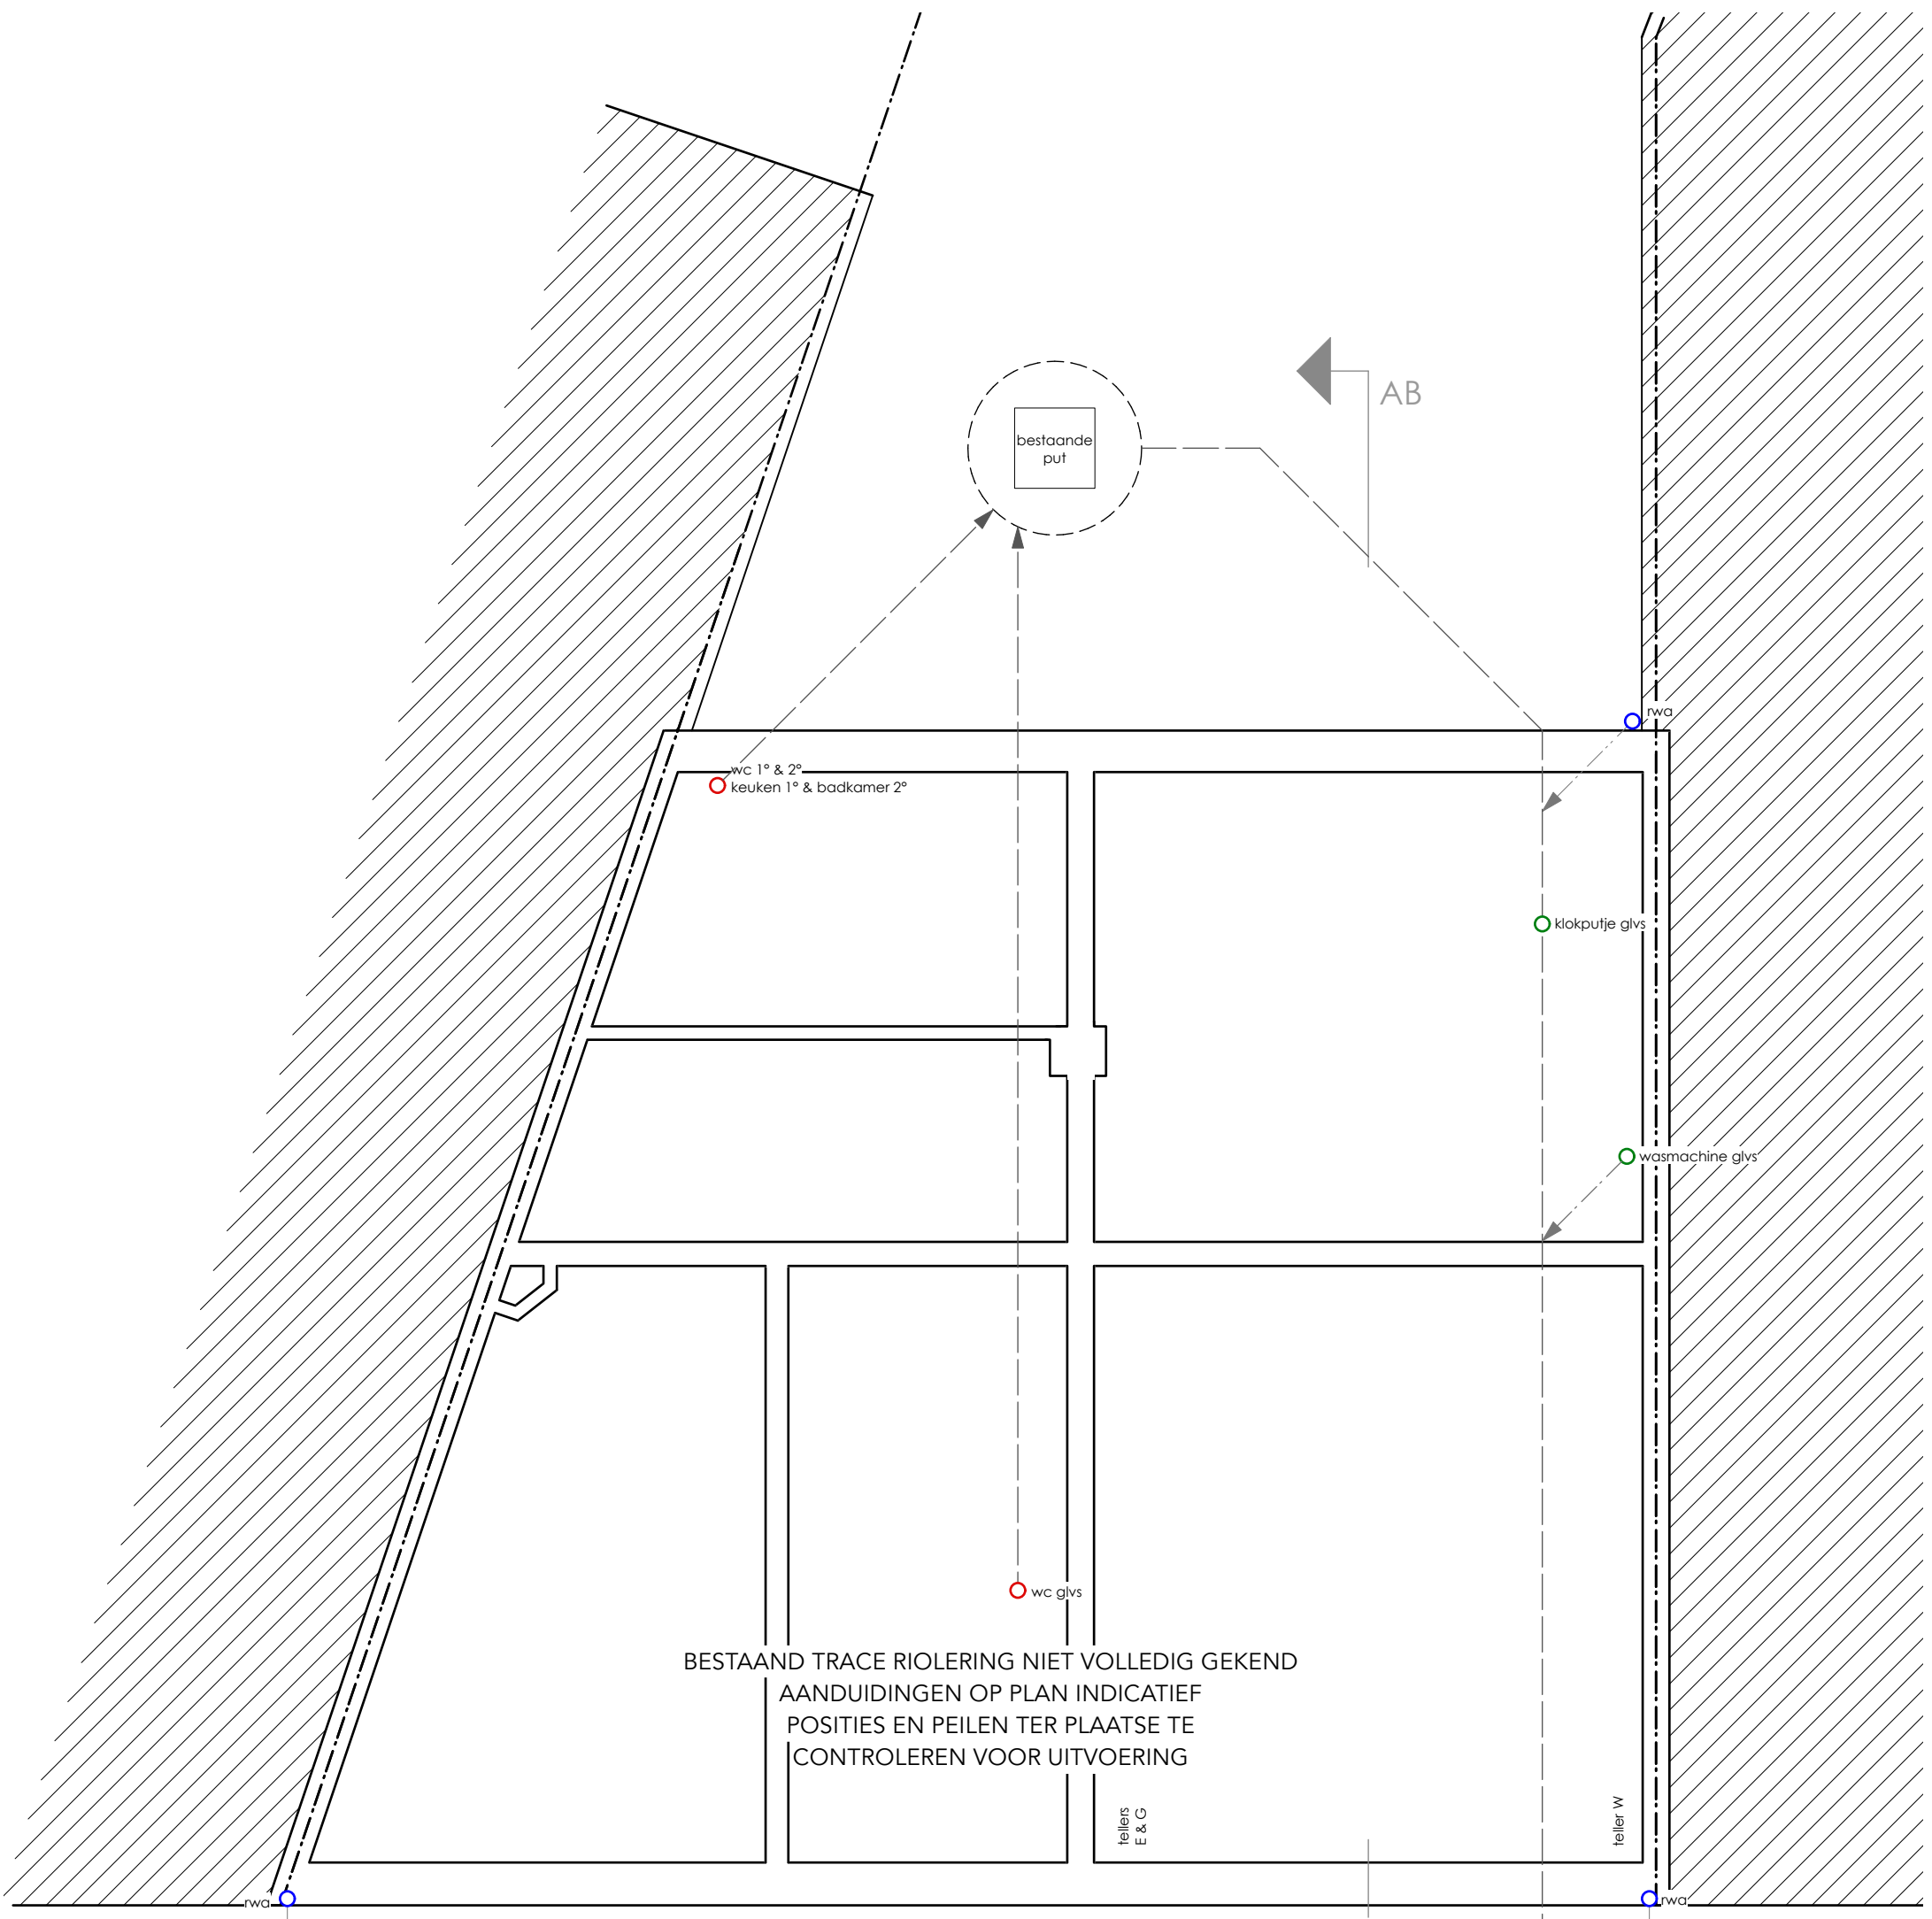 AB
bestaande
put
rwa
wc 1° & 2°
keuken 1° & badkamer 2°
klokputje glvs
wasmachine glvs
wc glvs
BESTAAND TRACE RIOLERING NIET VOLLEDIG GEKEND
AANDUIDINGEN OP PLAN INDICATIEF
POSITIES EN PEILEN TER PLAATSE TE
CONTROLEREN VOOR UITVOERING
tellers
E & G
teller W
rwa
rwa